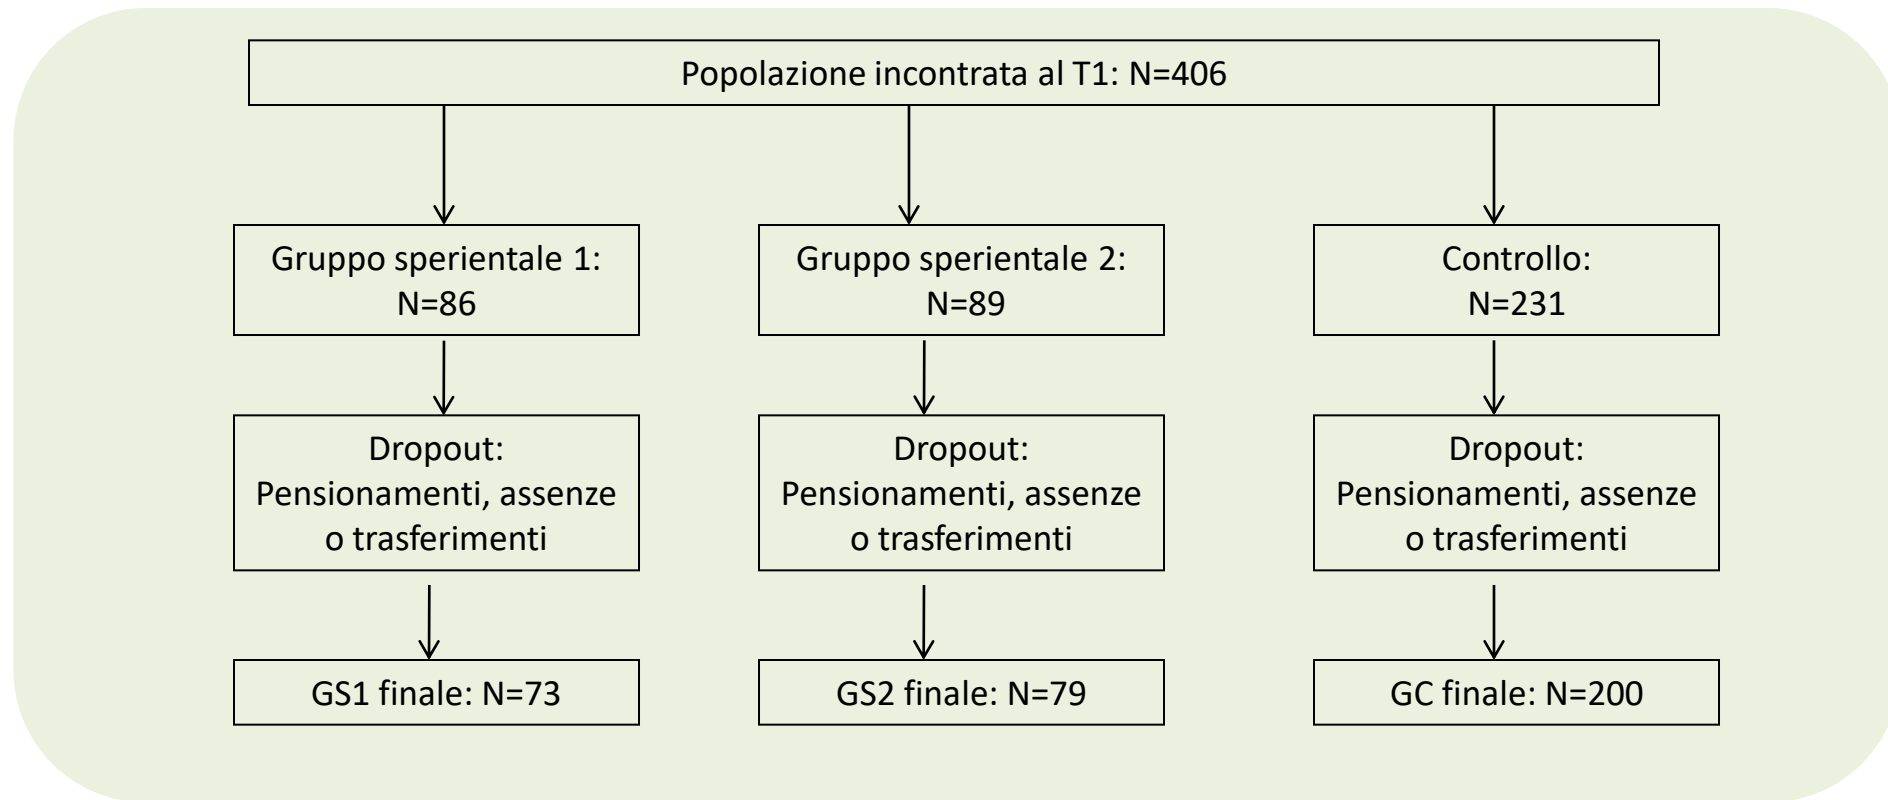 Popolazione incontrata al T1: N=406
Gruppo sperientale 1:
N=86
Gruppo sperientale 2:
N=89
Controllo:
N=231
Dropout:
Pensionamenti, assenze
o trasferimenti
Dropout:
Pensionamenti, assenze
o trasferimenti
Dropout:
Pensionamenti, assenze
o trasferimenti
GS1 finale: N=73
GS2 finale: N=79
GC finale: N=200